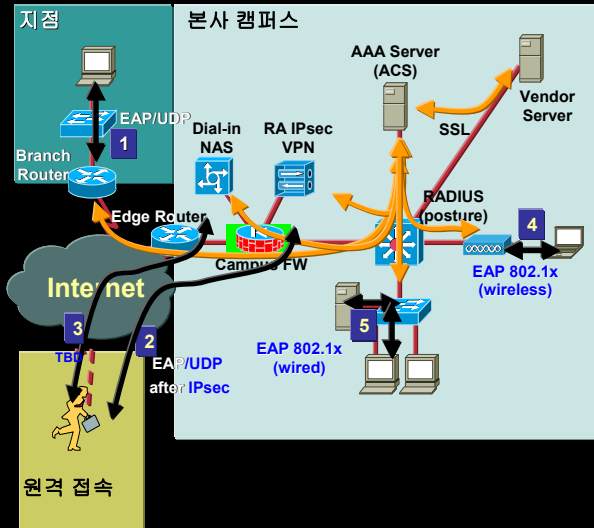 지점
본사 캠퍼스
AAA Server
(ACS)
Vendor
Server
SSL
EAP/UDP
1
Dial-in
NAS
RA IPsec
VPN
Branch
Router
RADIUS
(posture)
Edge Router
4
Campus FW
EAP 802.1x
(wireless)
Internet
3
TBD
2
EAP/UDP
after IPsec
5
EAP 802.1x
(wired)
원격 접속